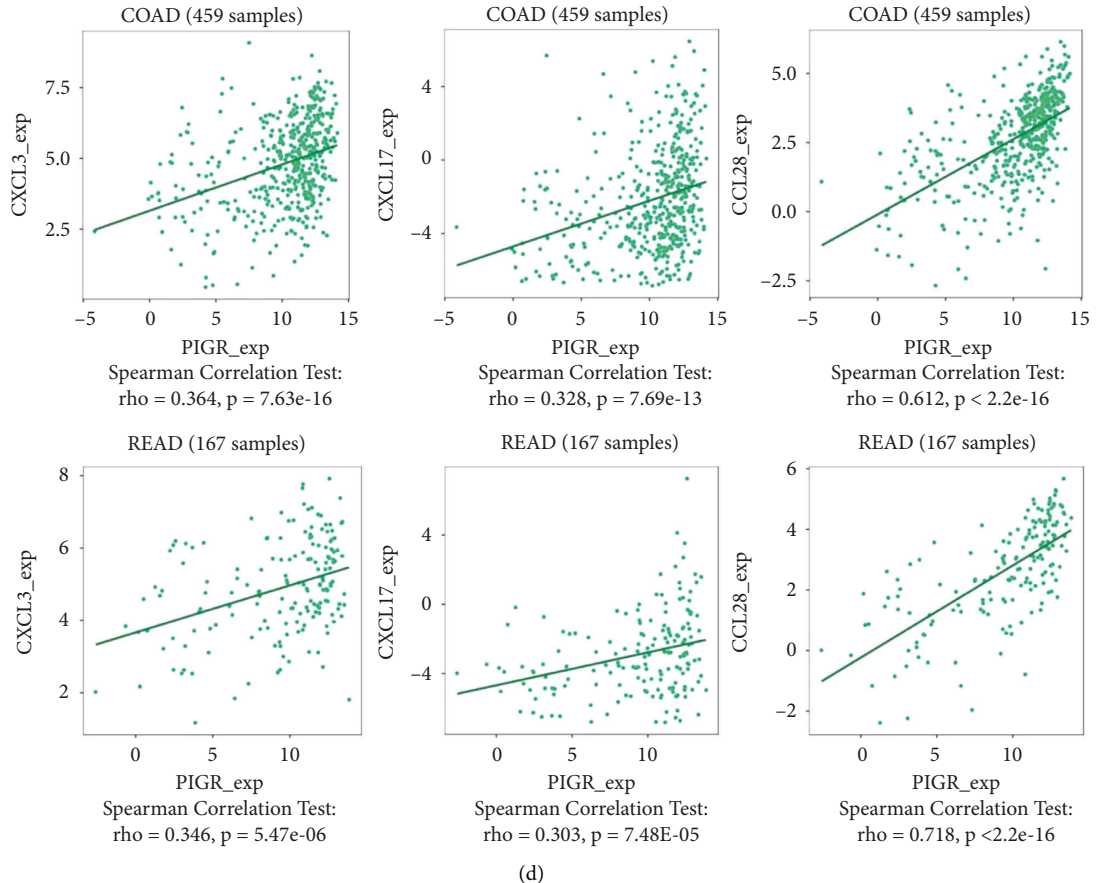 COAD (459 samples)
CXCL3_exp
7.5
5.0
2.5
–5
0
5
10
15
PIGR_exp
Spearman Correlation Test:
rho = 0.364, p = 7.63e-16
COAD (459 samples)
CXCL17_exp
4
0
–4
–5
0
5
10
15
PIGR_exp
Spearman Correlation Test:
rho = 0.328, p = 7.69e-13
COAD (459 samples)
CCL28_exp
5.0
2.5
0.0
–2.5
–5
0
5
10
15
PIGR_exp
Spearman Correlation Test:
rho = 0.612, p < 2.2e-16
READ (167 samples)
CXCL3_exp
8
6
4
2
0
5
10
PIGR_exp
Spearman Correlation Test:
rho = 0.346, p = 5.47e-06
READ (167 samples)
CXCL17_exp
4
0
–4
0
5
10
PIGR_exp
Spearman Correlation Test:
rho = 0.303, p = 7.48E-05
READ (167 samples)
CCL28_exp
6
4
2
0
–2
0
5
10
PIGR_exp
Spearman Correlation Test:
rho = 0.718, p <2.2e-16
(d)